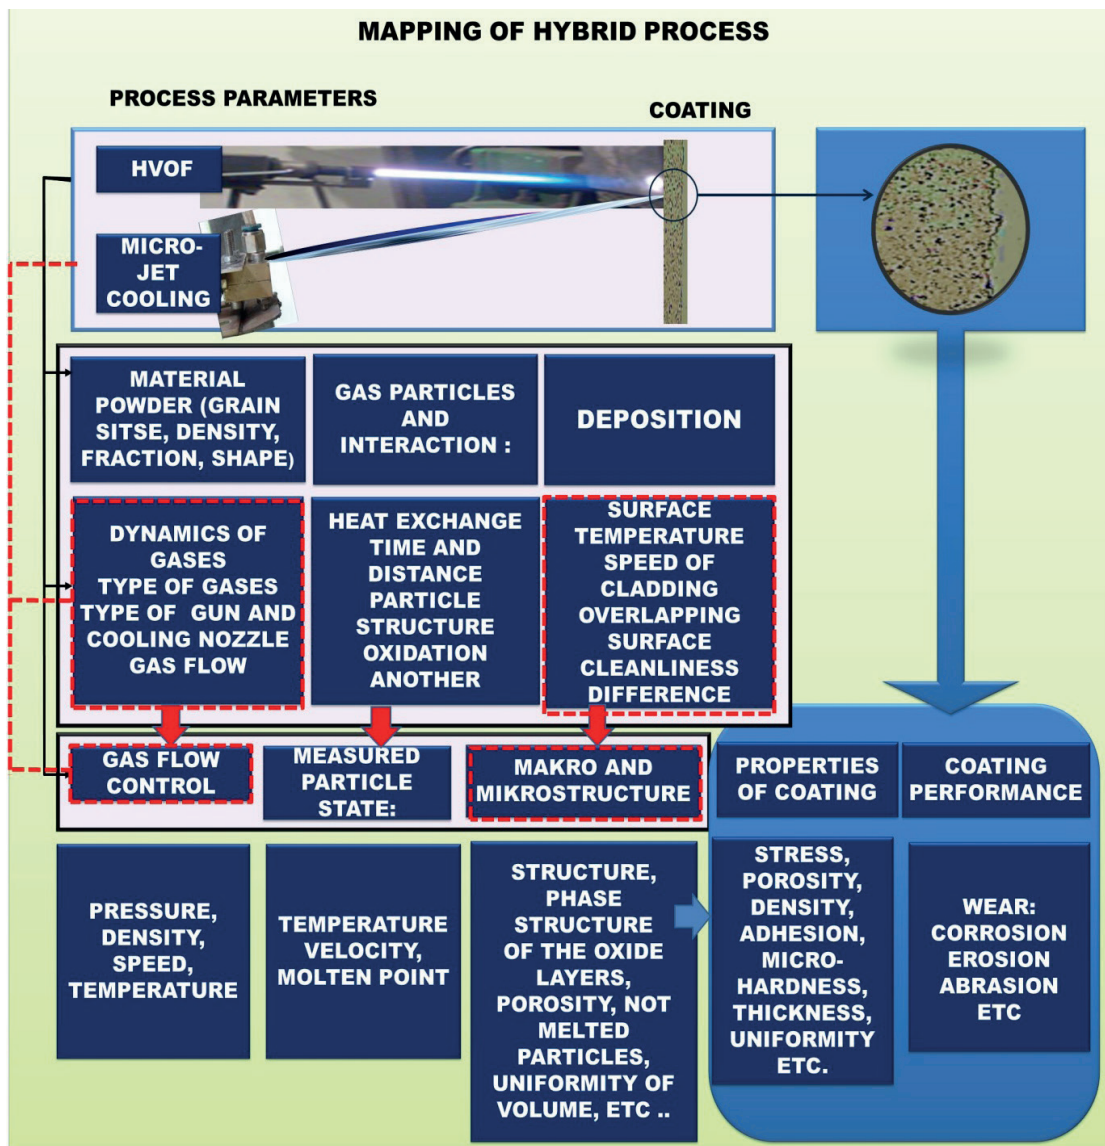 MAPPING OF HYBRID PROCESS
PROCESS PARAMETERS
COATING
HVOF
MICRO-
JET
COOLING
MATERIAL
POWDER (GRAIN
SITSE, DENSITY,
FRACTION, SHAPE)
GAS PARTICLES
AND
INTERACTION :
DEPOSITION
DYNAMICS OF
GASES
TYPE OF GASES
TYPE OF GUN AND
COOLING NOZZLE
GAS FLOW
HEAT EXCHANGE
TIME AND
DISTANCE
PARTICLE
STRUCTURE
OXIDATION
ANOTHER
SURFACE
TEMPERATURE
SPEED OF
CLADDING
OVERLAPPING
SURFACE
CLEANLINESS
DIFFERENCE
GAS FLOW
CONTROL
MEASURED
PARTICLE
STATE:
MAKRO AND
MIKROSTRUCTURE
PROPERTIES
OF COATING
COATING
PERFORMANCE
PRESSURE,
DENSITY,
SPEED,
TEMPERATURE
TEMPERATURE
VELOCITY,
MOLTEN POINT
STRUCTURE,
PHASE
STRUCTURE
OF THE OXIDE
LAYERS,
POROSITY, NOT
MELTED
PARTICLES,
UNIFORMITY OF
VOLUME, ETC ..
STRESS,
POROSITY,
DENSITY,
ADHESION,
MICRO-
HARDNESS,
THICKNESS,
UNIFORMITY
ETC.
WEAR:
CORROSION
EROSION
ABRASION
ETC